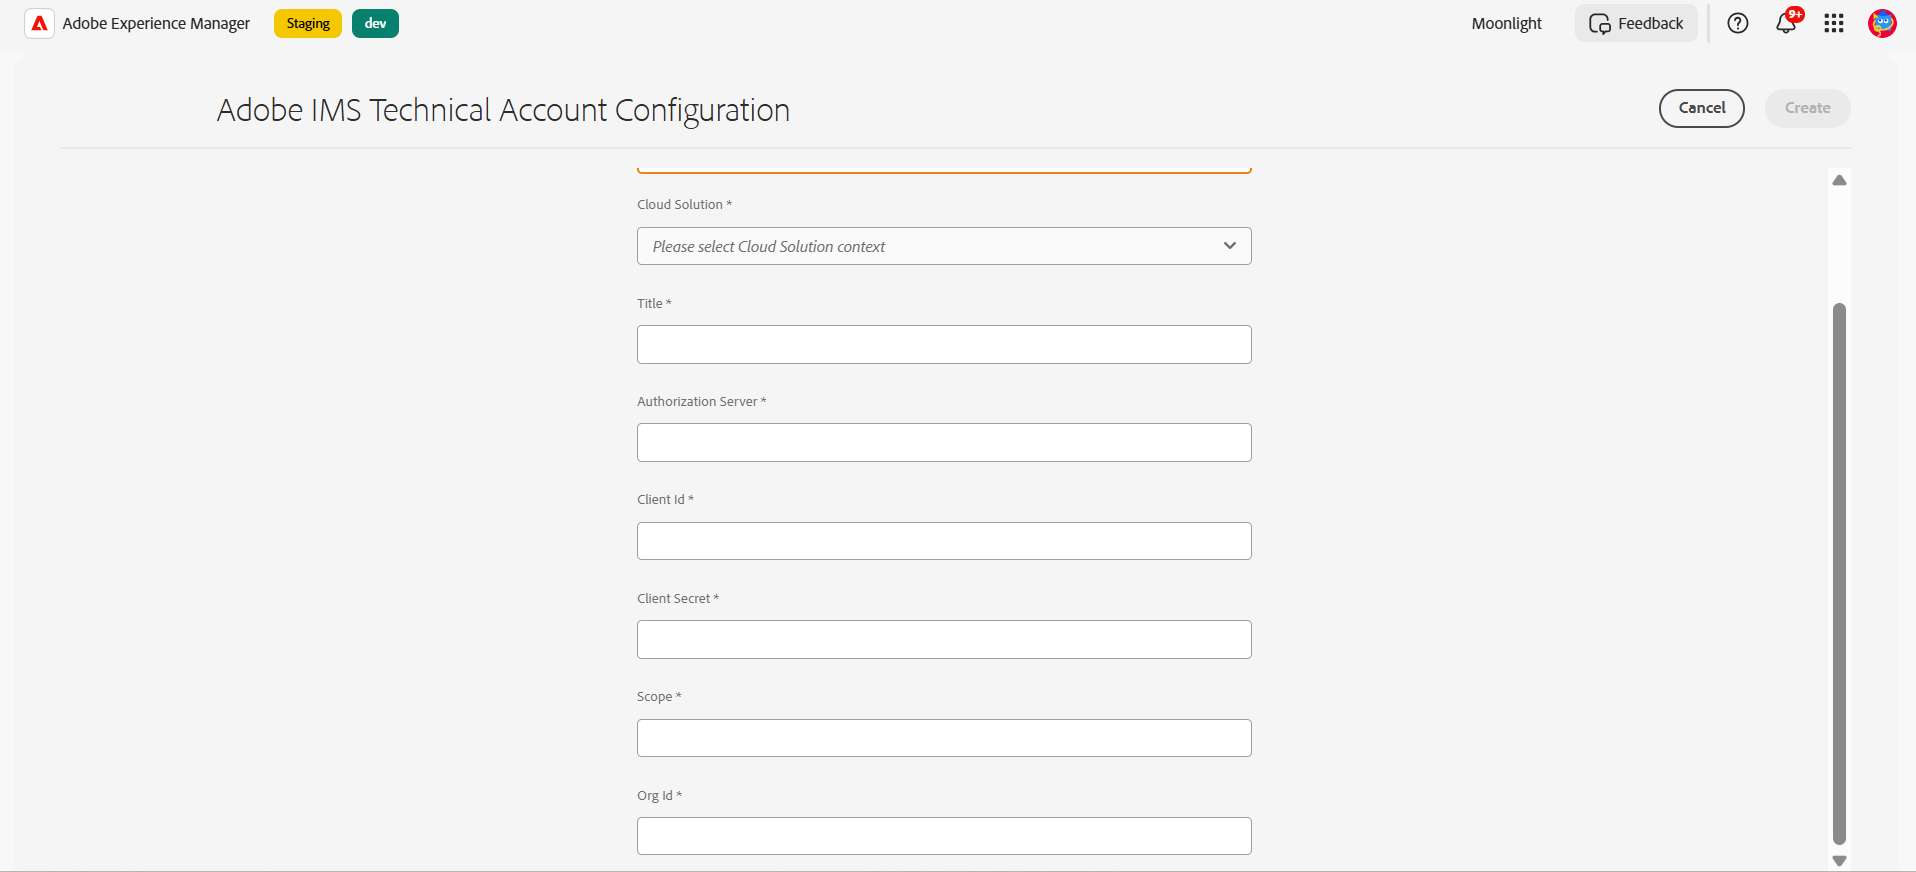 Adobe Experience Manager
Staging
dev
Moonlight
Feedback
9+
Adobe IMS Technical Account Configuration
Cancel
Create
Cloud Solution *
Please select Cloud Solution context
Title *
Authorization Server *
Client Id *
Client Secret *
Scope *
Org Id *